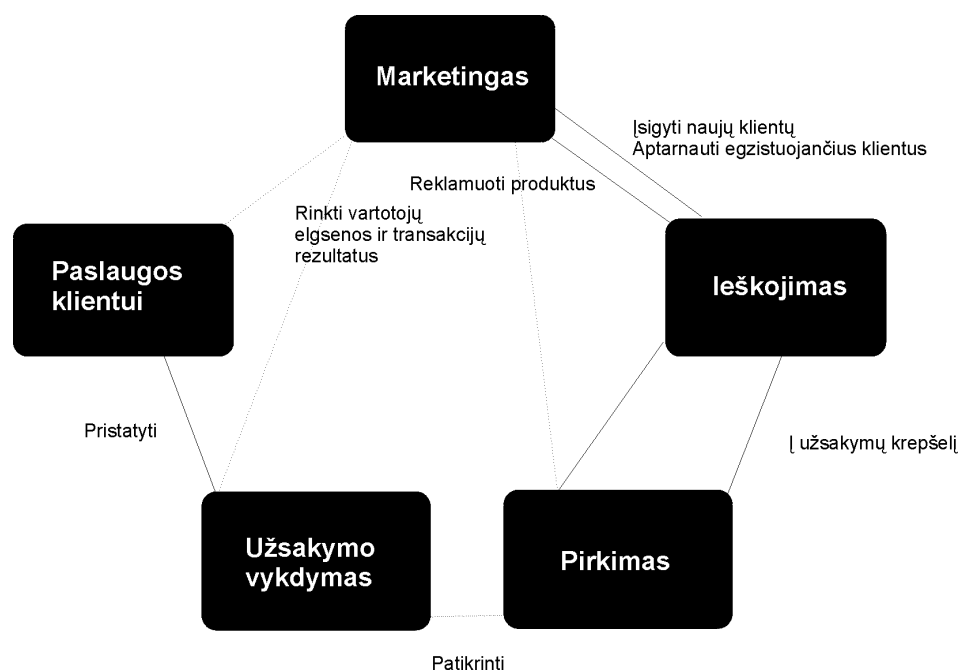 Marketingas
Įsigyti naujų klientų
Aptarnauti egzistuojančius klientus
Reklamuoti produktus
Rinkti vartotojų
elgsenos ir transakcijų
rezultatus
Paslaugos
klientui
Ieškojimas
Pristatyti
Į užsakymų krepšelį
Užsakymo
vykdymas
Pirkimas
Patikrinti